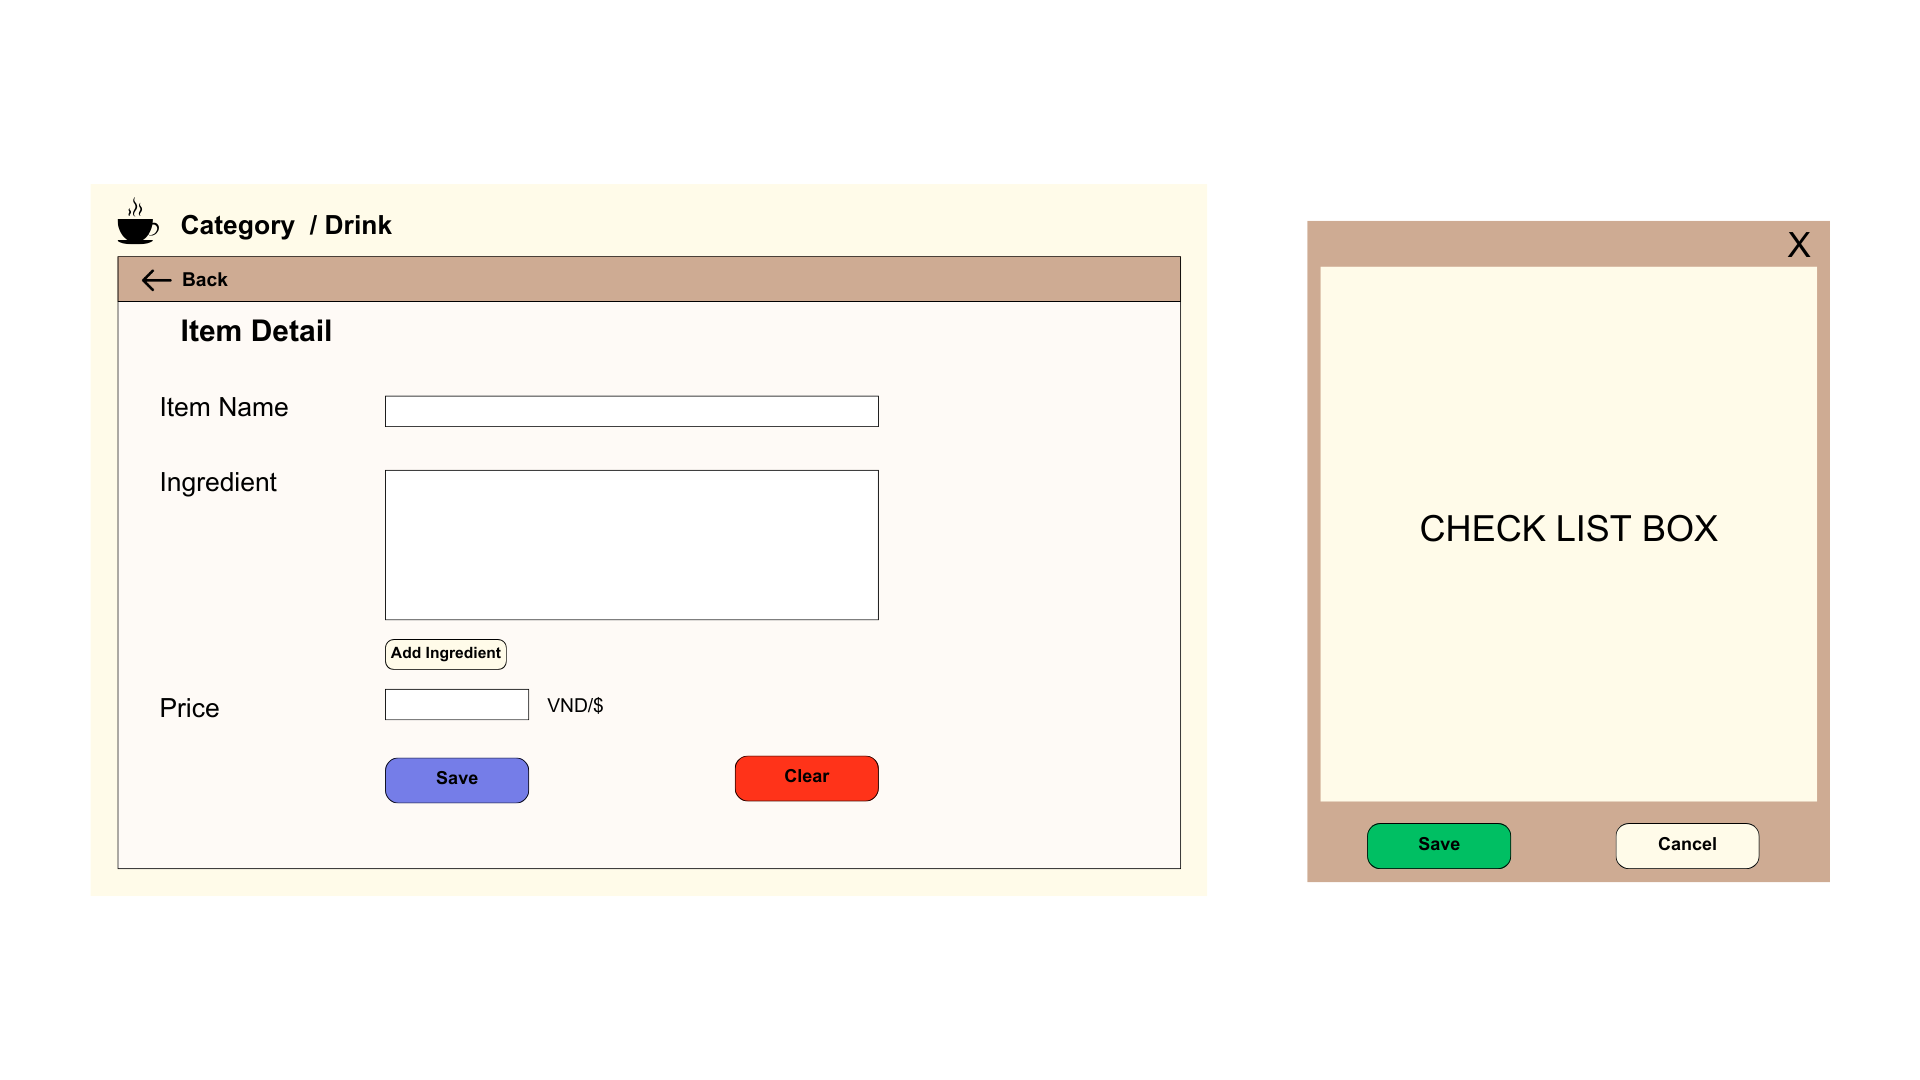 Category / Drink
Back
Item Detail
Item Name
Ingredient
Add Ingredient
Price
VND/$
Save
Clear
X
CHECK LIST BOX
Save
Cancel